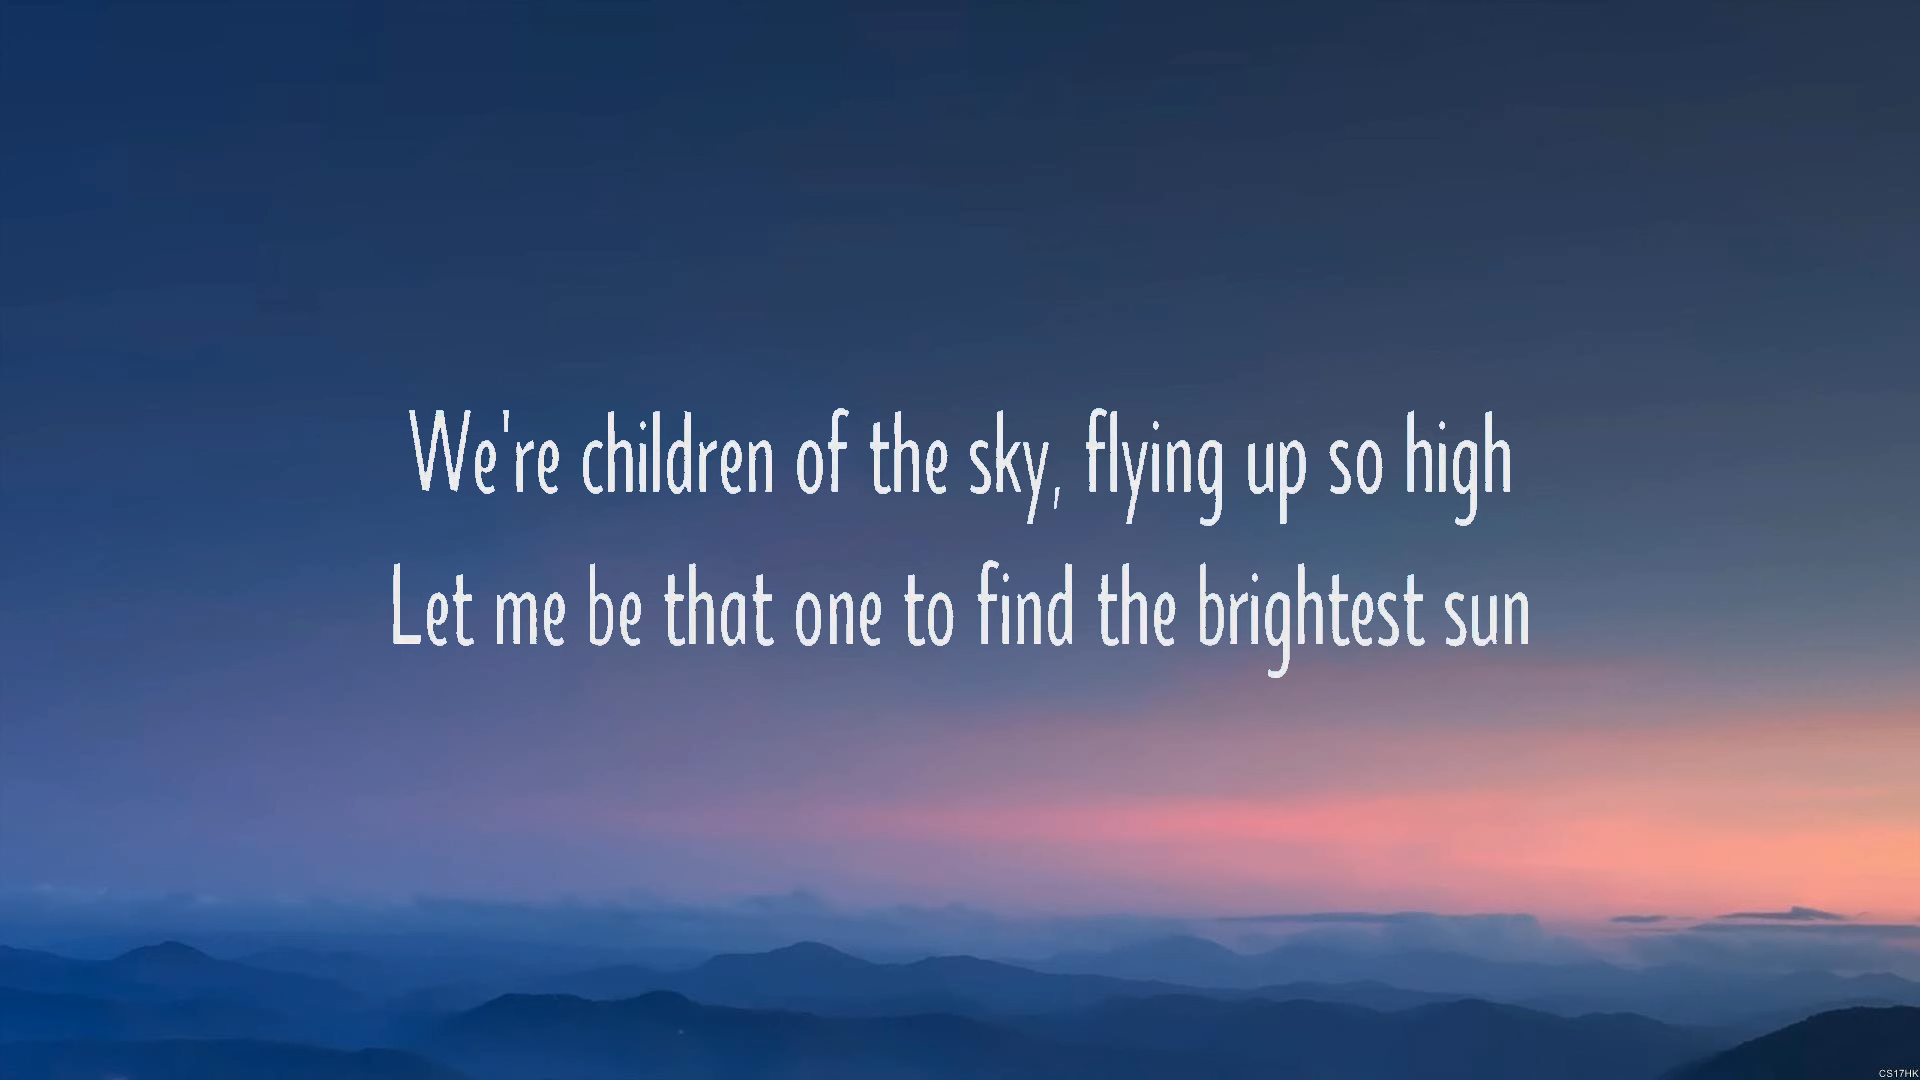 We're children of the sky, flying up so high
Let me be that one to find the brightest sun
CS17HK